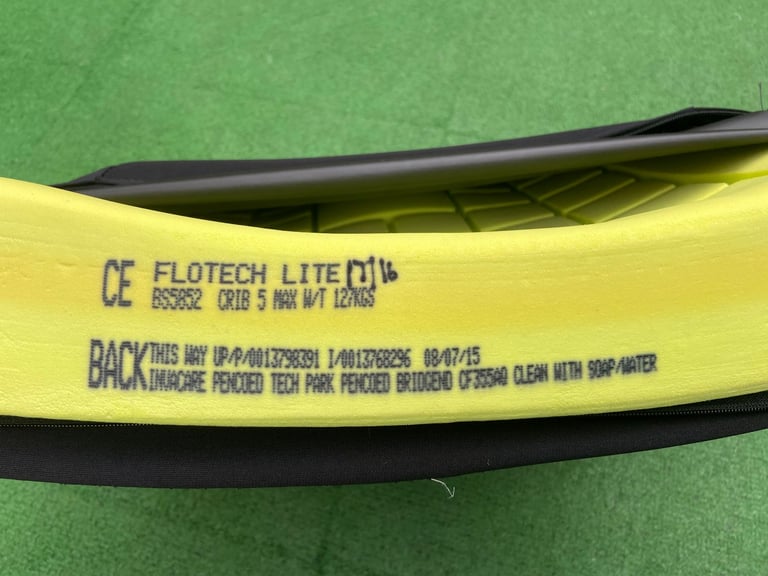 CE FLOTECH LITE [7] 16
BS5852 CRIB 5 MAX W/T 127KGS
BACK THIS WAY UP/P/0013798391 I/0013768296 08/07/15
INVACARE PENCOED TECH PARK PENCOED BRIDGEND CF355AQ CLEAN WITH SOAP/WATER